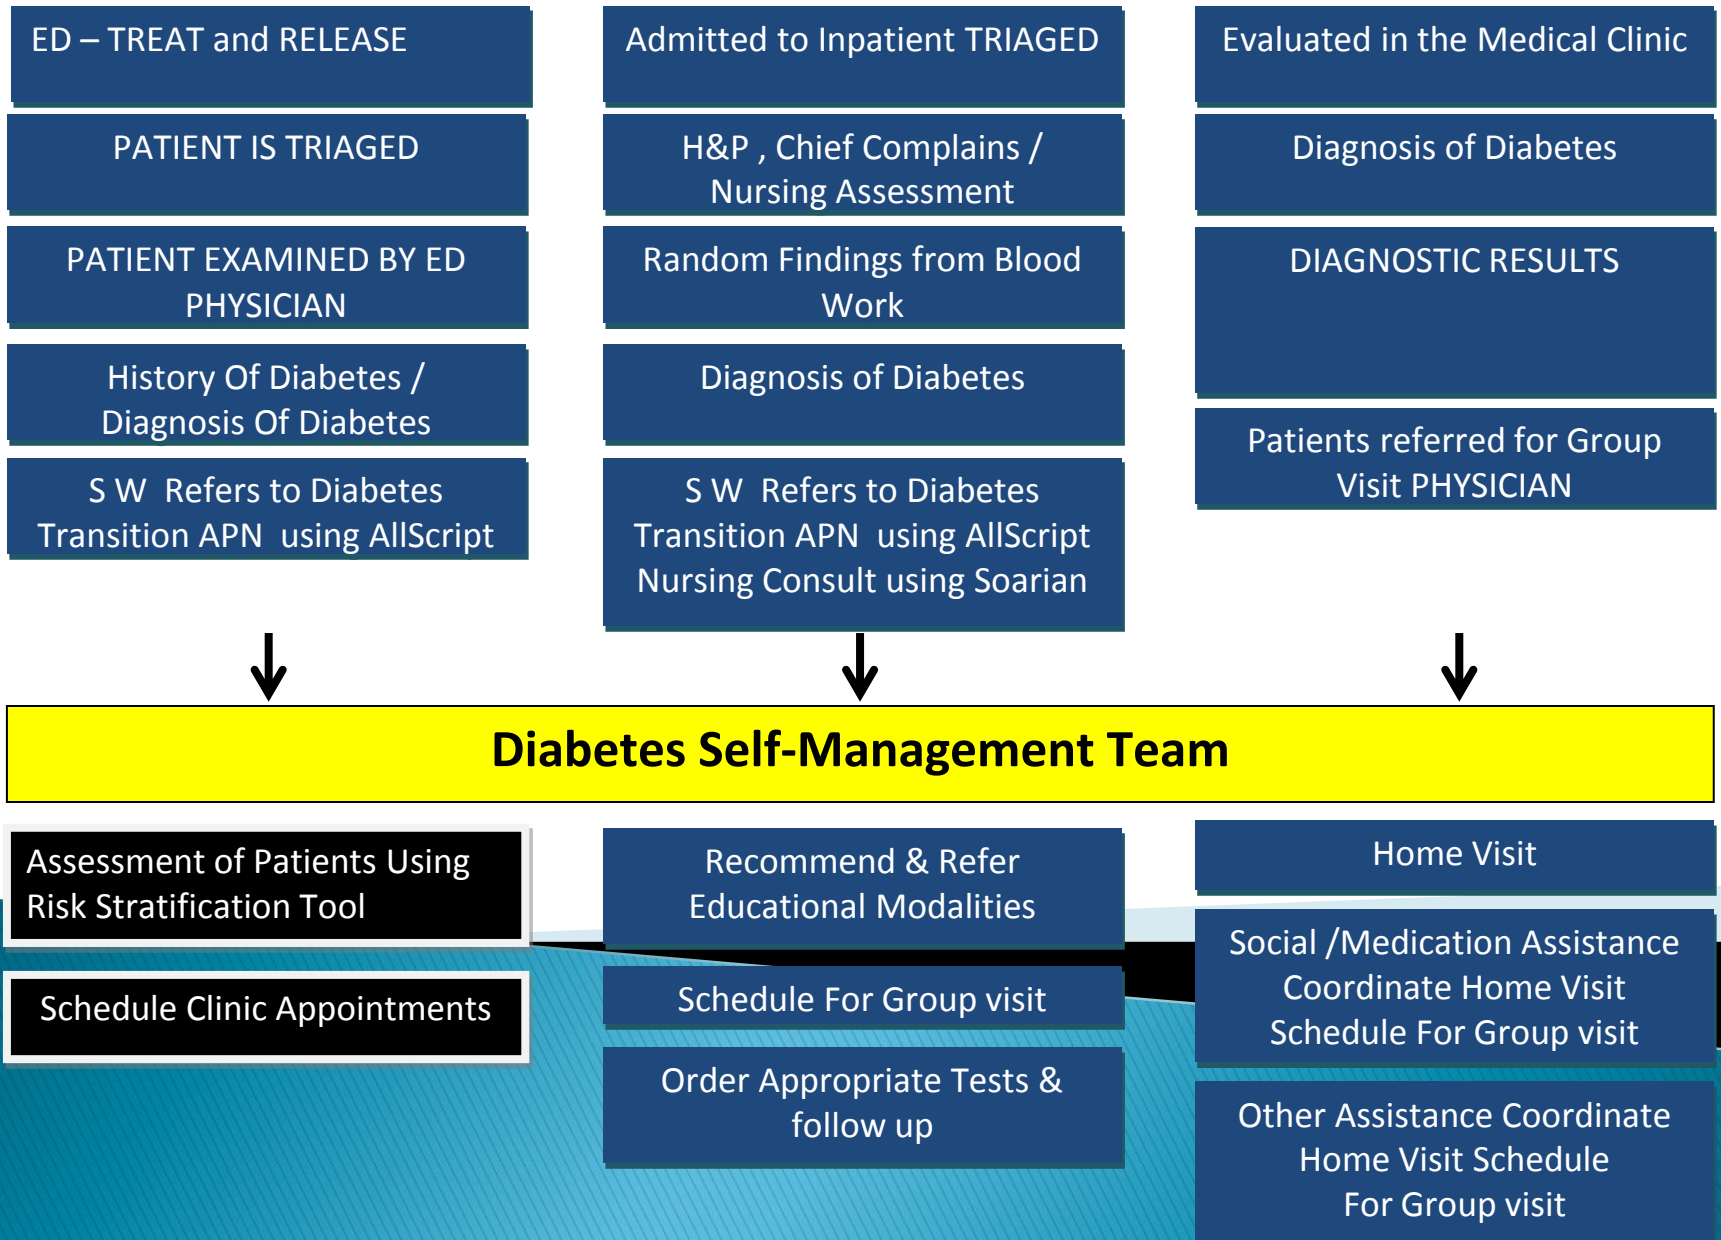 ED – TREAT and RELEASE
PATIENT IS TRIAGED
PATIENT EXAMINED BY ED
PHYSICIAN
History Of Diabetes /
Diagnosis Of Diabetes
S W Refers to Diabetes
Transition APN using AllScript
Admitted to Inpatient TRIAGED
H&P , Chief Complains /
Nursing Assessment
Random Findings from Blood
Work
Diagnosis of Diabetes
S W Refers to Diabetes
Transition APN using AllScript
Nursing Consult using Soarian
Evaluated in the Medical Clinic
Diagnosis of Diabetes
DIAGNOSTIC RESULTS
Patients referred for Group
Visit PHYSICIAN
Diabetes Self-Management Team
Assessment of Patients Using
Risk Stratification Tool
Schedule Clinic Appointments
Recommend & Refer
Educational Modalities
Schedule For Group visit
Order Appropriate Tests &
follow up
Home Visit
Social /Medication Assistance
Coordinate Home Visit
Schedule For Group visit
Other Assistance Coordinate
Home Visit Schedule
For Group visit